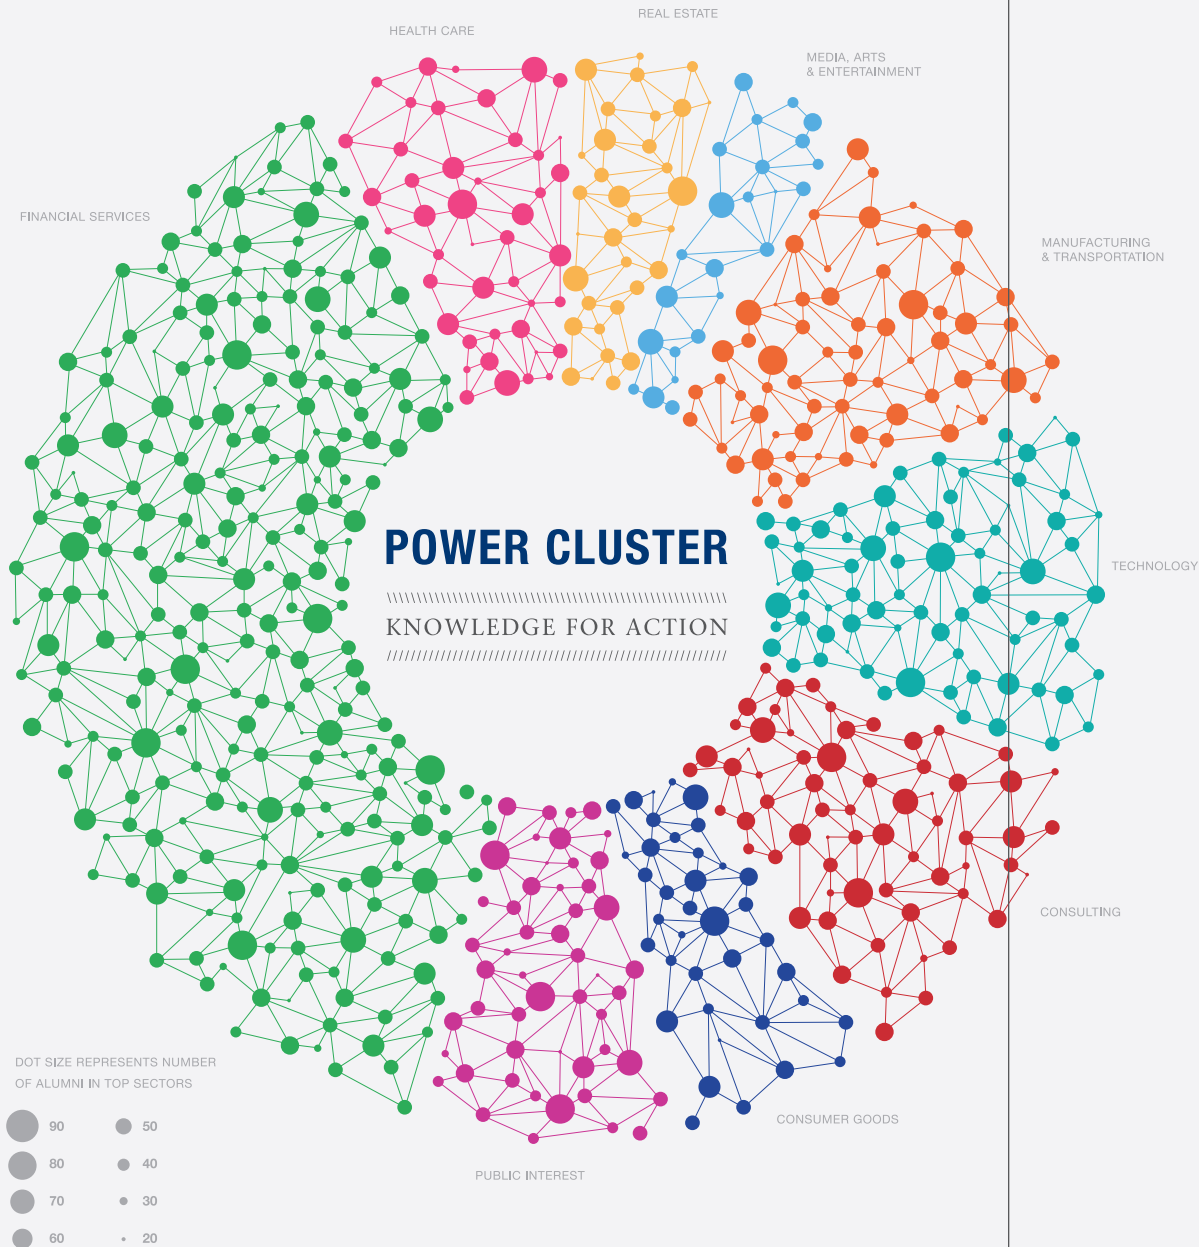 REAL ESTATE
HEALTH CARE
MEDIA, ARTS
& ENTERTAINMENT
FINANCIAL SERVICES
MANUFACTURING
& TRANSPORTATION
POWER CLUSTER
KNOWLEDGE FOR ACTION
TECHNOLOGY
CONSULTING
CONSUMER GOODS
PUBLIC INTEREST
DOT SIZE REPRESENTS NUMBER
OF ALUMNI IN TOP SECTORS
90 50
80 40
70 30
60 20